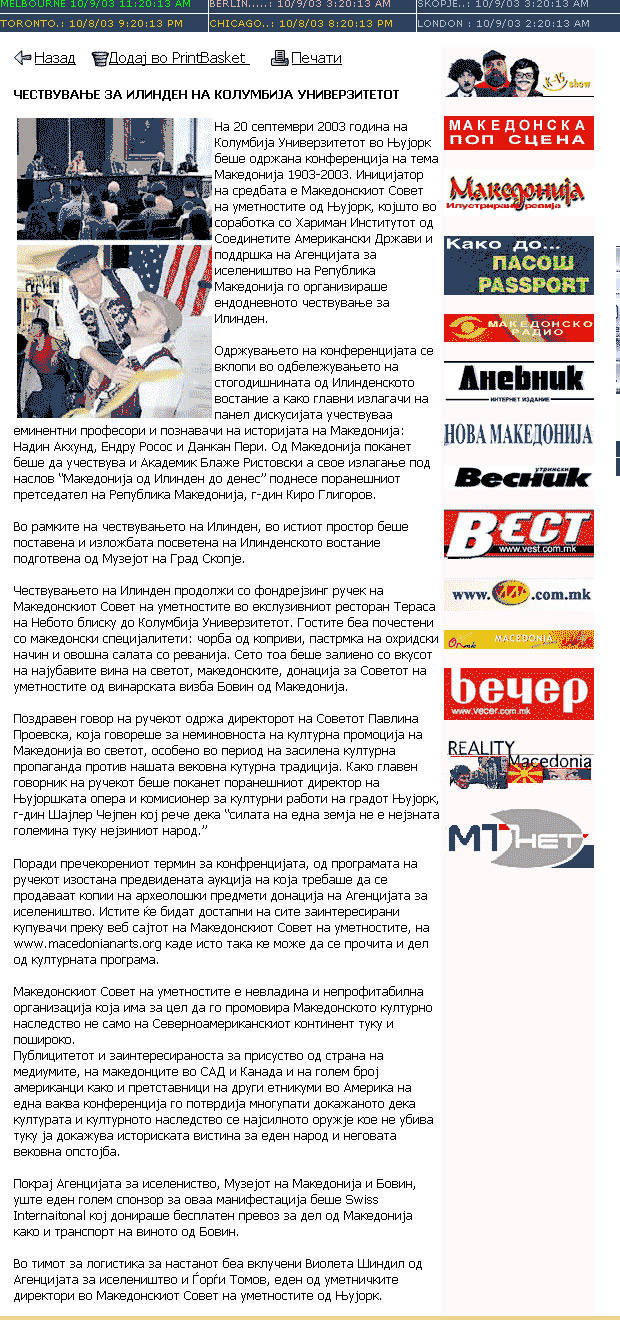 MELBOURNE 10/9/03 11:20:13 AM
BERLIN.....: 10/9/03 3:20:13 AM
SKOPJE..: 10/9/03 3:20:13 AM
TORONTO.: 10/8/03 9:20:13 PM
CHICAGO..: 10/8/03 8:20:13 PM
LONDON : 10/9/03 2:20:13 AM
Назад Додај во PrintBasket Печати
ЧЕСТВУВАЊЕ ЗА ИЛИНДЕН НА КОЛУМБИЈА УНИВЕРЗИТЕТОТ
На 20 септември 2003 година на
Колумбија Универзитетот во Њујорк
беше одржана конференција на тема
Македонија 1903-2003. Иницијатор
на средбата е Македонскиот Совет
на уметностите од Њујорк, којшто во
соработка со Хариман Институтот од
Соединетите Американски Држави и
поддршка на Агенцијата за
иселеништво на Република
Македонија го организираше
ендодневното чествување за
Илинден.
Одржувањето на конференцијата се
вклопи во одбележувањето на
стогодишнината од Илинденското
востание а како главни излагачи на
панел дискусијата учествуваа
еминентни професори и познавачи на историјата на Македонија:
Надин Акхунд, Ендру Росос и Данкан Пери. Од Македонија поканет
беше да учествува и Академик Блаже Ристовски а свое излагање под
наслов “Македонија од Илинден до денес” поднесе поранешниот
претседател на Република Македонија, г-дин Киро Глигоров.
Во рамките на чествувањето на Илинден, во истиот простор беше
поставена и изложбата посветена на Илинденското востание
подготвена од Музејот на Град Скопје.
Чествувањето на Илинден продолжи со фондрејзинг ручек на
Македонскиот Совет на уметностите во експлузивниот ресторан Тераса
на Небото блиску до Колумбија Универзитетот. Гостите беа почестени
со македонски специјалитети: чорба од коприви, пастрмка на охридски
начин и овошна салата со реванија. Сето тоа беше залиено со вкусот
на најубавите вина на светот, македонските, донација за Советот на
уметностите од винарската визба Бовин од Македонија.
Поздравен говор на ручекот одржа директорот на Советот Павлина
Проевска, која говореше за неминовноста на културна промоција на
Македонија во светот, особено во период на засилена културна
пропаганда против нашата вековна кутурна традиција. Како главен
говорник на ручекот беше поканет поранешниот директор на
Њујоршката опера и комисионер за културни работи на градот Њујорк,
г-дин Шајлер Чејпен кој рече дека “силата на една земја не е нејзната
големина туку нејзиниот народ.”
Поради пречекорениот термин за конфренцијата, од програмата на
ручекот изостана предвидената аукција на која требаше да се
продаваат копии на археолошки предмети донација на Агенцијата за
иселеништво. Истите ќе бидат достапни на сите заинтересирани
купувачи преку веб сајтот на Македонскиот Совет на уметностите, на
www.macedonianarts.org каде исто така ке може да се прочита и дел
од културната програма.
Македонскиот Совет на уметностите е невладина и непрофитабилна
организација која има за цел да го промовира Македонското културно
наследство не само на Северноамериканскиот континент туку и
пошироко.
Публицитетот и заинтересираноста за присуство од страна на
медиумите, на македонците во САД и Канада и на голем број
американци како и претставници на други етникуми во Америка на
една ваква конференција го потврдија многупати докажаното дека
културата и културното наследство се најсилното оружје кое не убива
туку ја докажува историската вистина за еден народ и неговата
вековна опстојба.
Покрај Агенцијата за иселениство, Музејот на Македонија и Бовин,
уште еден голем спонзор за оваа манифестација беше Swiss
Internaitonal кој донираше бесплатен превоз за дел од Македонија
како и транспорт на виното од Бовин.
Во тимот за логистика за настанот беа вклучени Виолета Шиндил од
Агенцијата за иселеништво и Ѓорѓи Томов, еден од уметничките
директори во Македонскиот Совет на уметностите од Њујорк.
K-15 show
МАКЕДОНСКА
ПОП СЦЕНА
Македонија
Илустрирана ревија
Како до...
ПАСОШ
PASSPORT
МАКЕДОНСКО
РАДИО
Дневник
ИНТЕРНЕТ ИЗДАНИЕ
НОВА МАКЕДОНИЈА
утрински
Весник
ВЕСТ
www.vest.com.mk
www. .com.mk
On.mk MACEDONIA
Вечер
www.vecer.com.mk
REALITY
Macedonia
МТ НЕТ